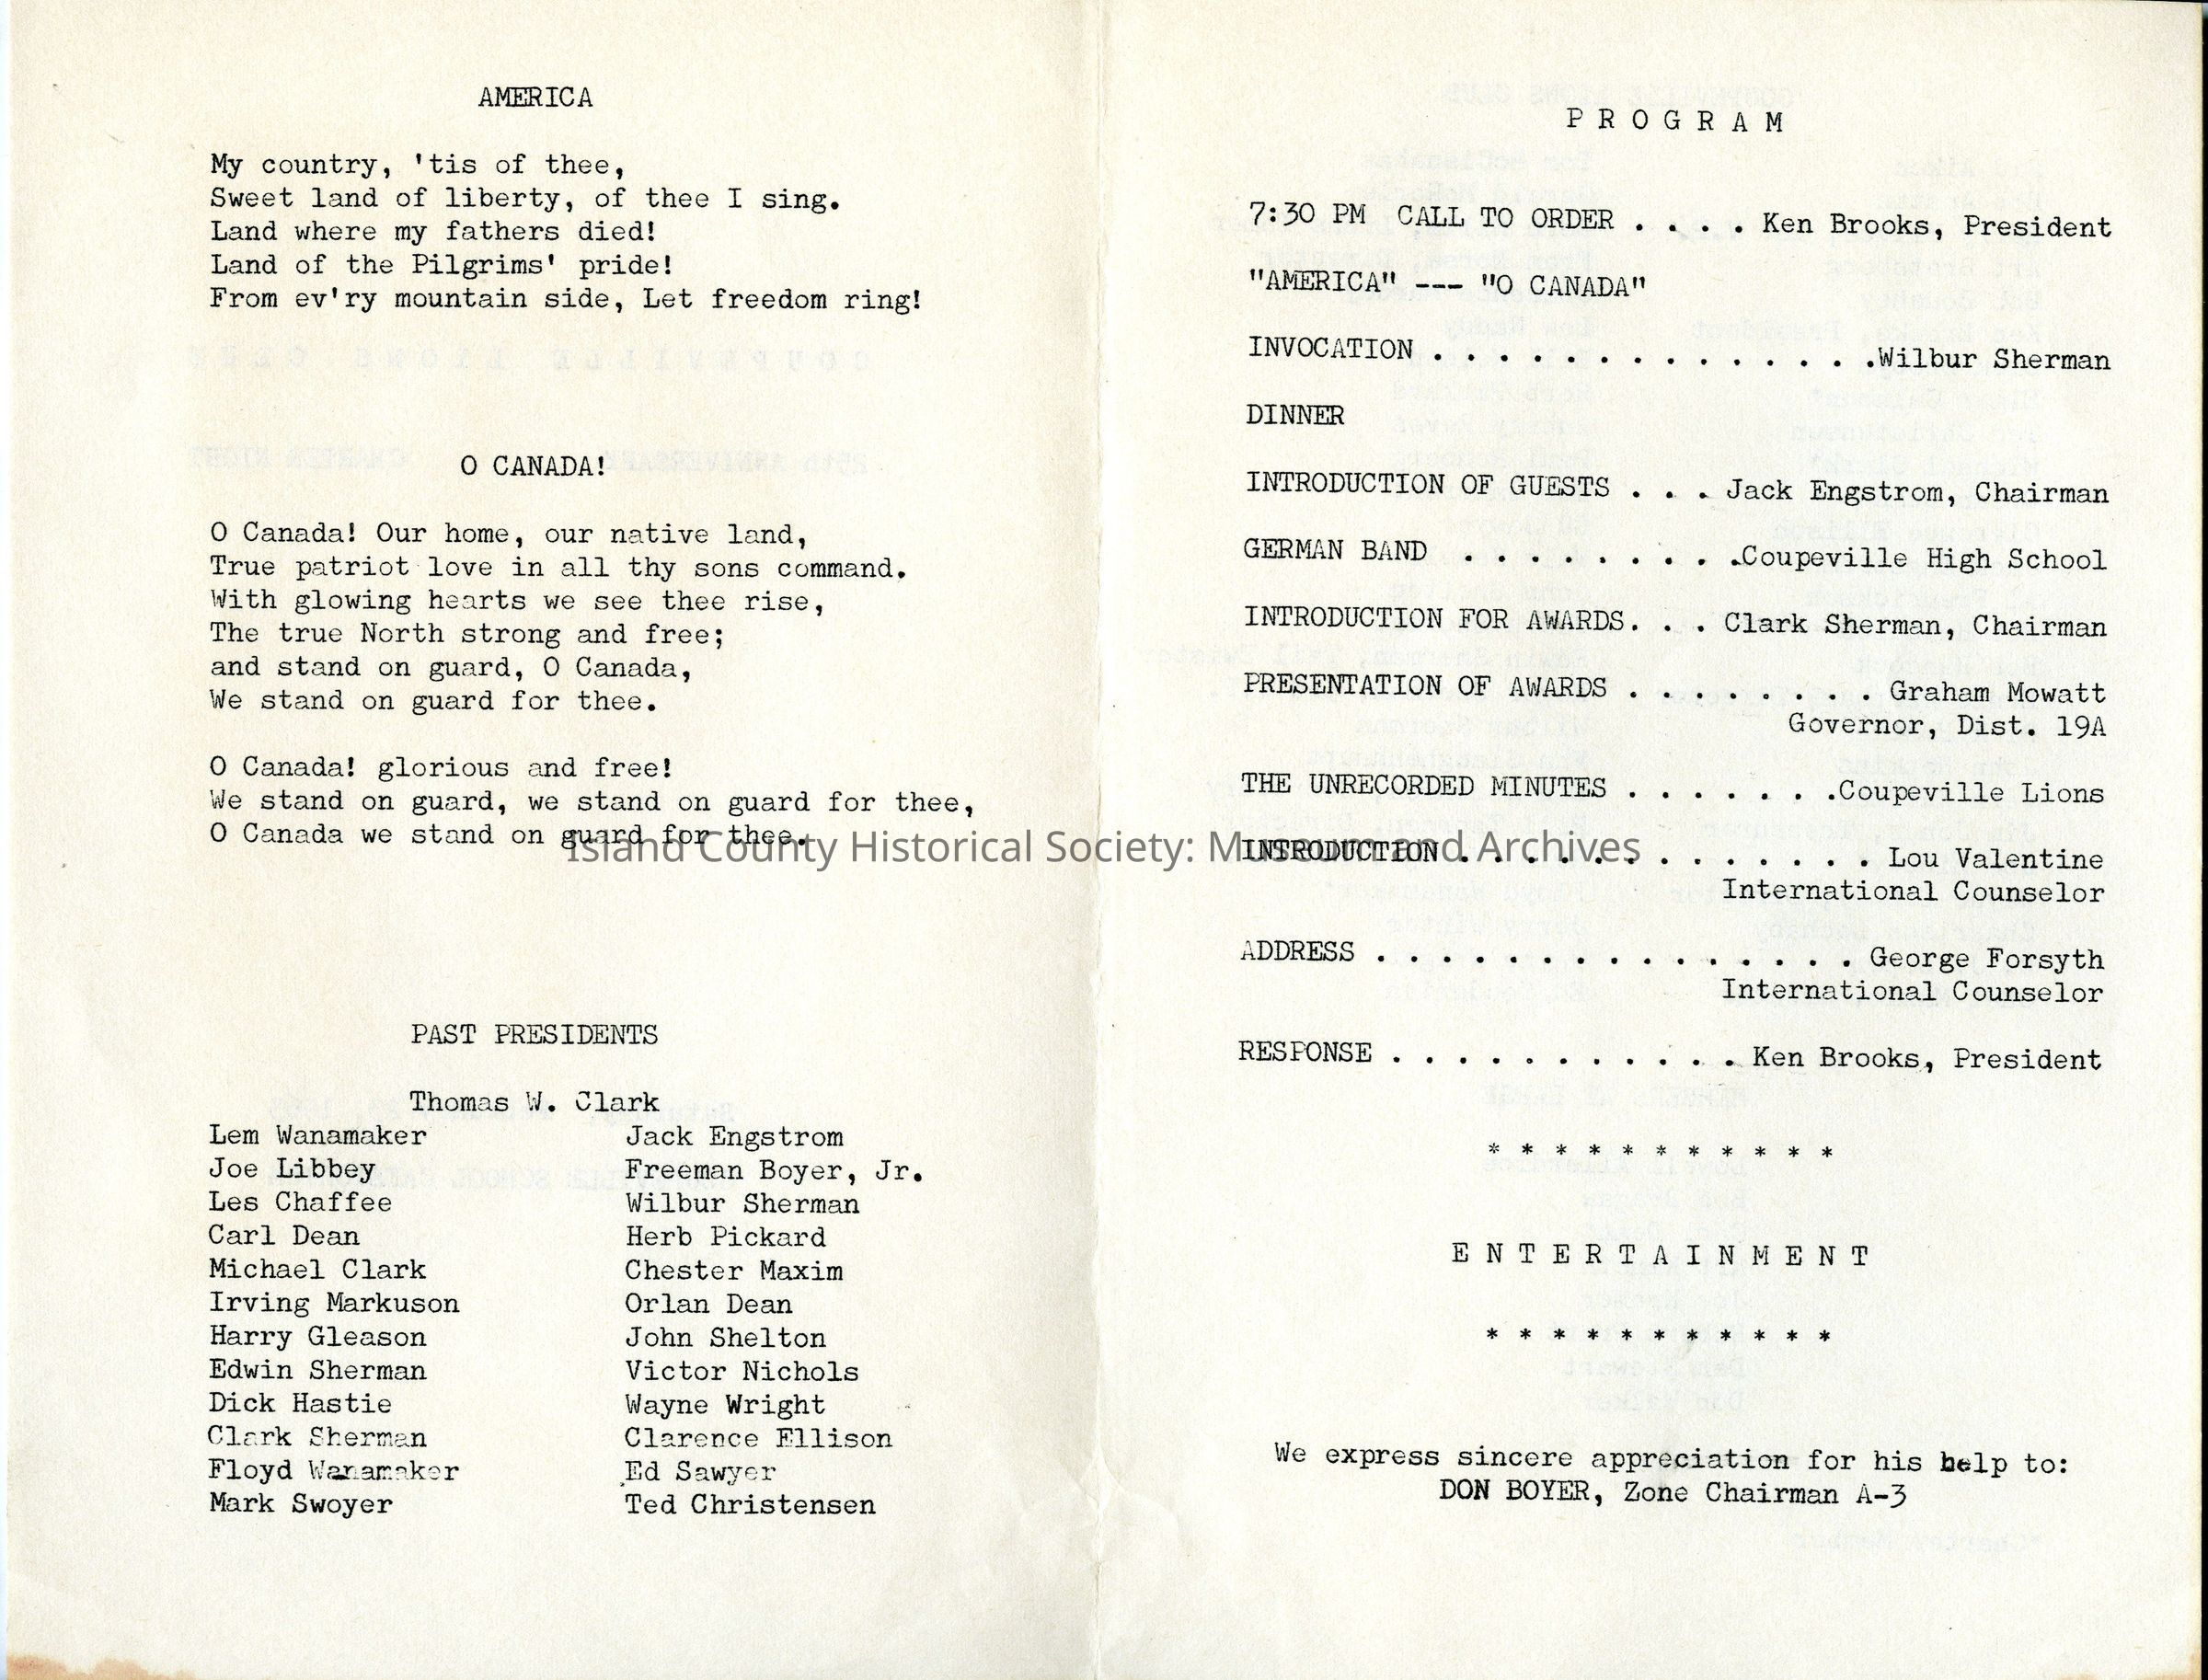 AMERICA
My country, 'tis of thee,
Sweet land of liberty, of thee I sing.
Land where my fathers died!
Land of the Pilgrims' pride!
From ev'ry mountain side, Let freedom ring!
O CANADA!
O Canada! Our home, our native land,
True patriot love in all thy sons command.
With glowing hearts we see thee rise,
The true North strong and free;
and stand on guard, O Canada,
We stand on guard for thee.
O Canada! glorious and free!
We stand on guard, we stand on guard for thee,
O Canada we stand on guard for thee.
PAST PRESIDENTS
Thomas W. Clark
Lem Wanamaker Jack Engstrom
Joe Libbey Freeman Boyer, Jr.
Les Chaffee Wilbur Sherman
Carl Dean Herb Pickard
Michael Clark Chester Maxim
Irving Markuson Orlan Dean
Harry Gleason John Shelton
Edwin Sherman Victor Nichols
Dick Hastie Wayne Wright
Clark Sherman Clarence Ellison
Floyd Wanamaker Ed Sawyer
Mark Swoyer Ted Christensen
P R O G R A M
7:30 PM CALL TO ORDER . . . . Ken Brooks, President
"AMERICA" --- "O CANADA"
INVOCATION . . . . . . . . . . . . . .Wilbur Sherman
DINNER
INTRODUCTION OF GUESTS . . . Jack Engstrom, Chairman
GERMAN BAND . . . . . . . . .Coupeville High School
INTRODUCTION FOR AWARDS. . . Clark Sherman, Chairman
PRESENTATION OF AWARDS . . . . . . . . Graham Mowatt
Governor, Dist. 19A
THE UNRECORDED MINUTES . . . . . . .Coupeville Lions
INTRODUCTION . . . . . . . . . . . . . Lou Valentine
International Counselor
ADDRESS . . . . . . . . . . . . . . . George Forsyth
International Counselor
RESPONSE . . . . . . . . . . . Ken Brooks, President
* * * * * * * * * * *
E N T E R T A I N M E N T
* * * * * * * * * * *
We express sincere appreciation for his help to:
DON BOYER, Zone Chairman A-3
Island County Historical Society: Museum and Archives